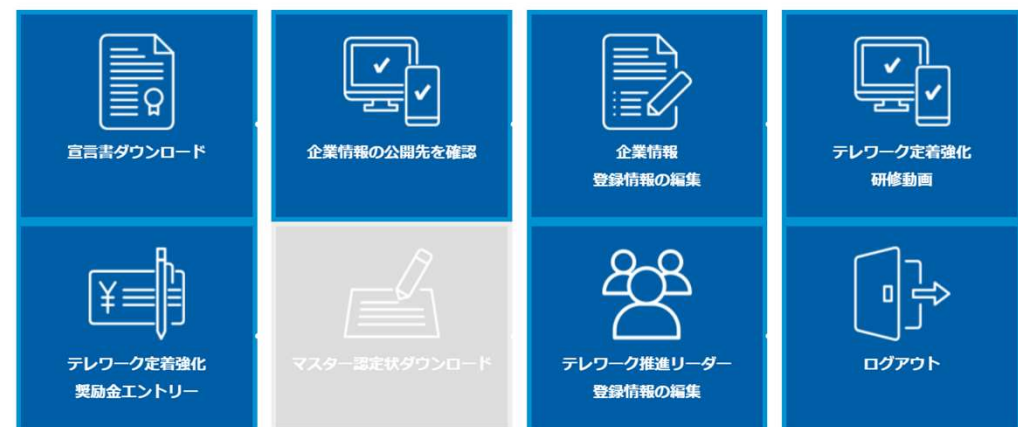 宣言書ダウンロード
企業情報の公開先を確認
企業情報
登録情報の編集
テレワーク定着強化
研修動画
¥
テレワーク定着強化
奨励金エントリー
マスター認定状ダウンロード
テレワーク推進リーダー
登録情報の編集
ログアウト